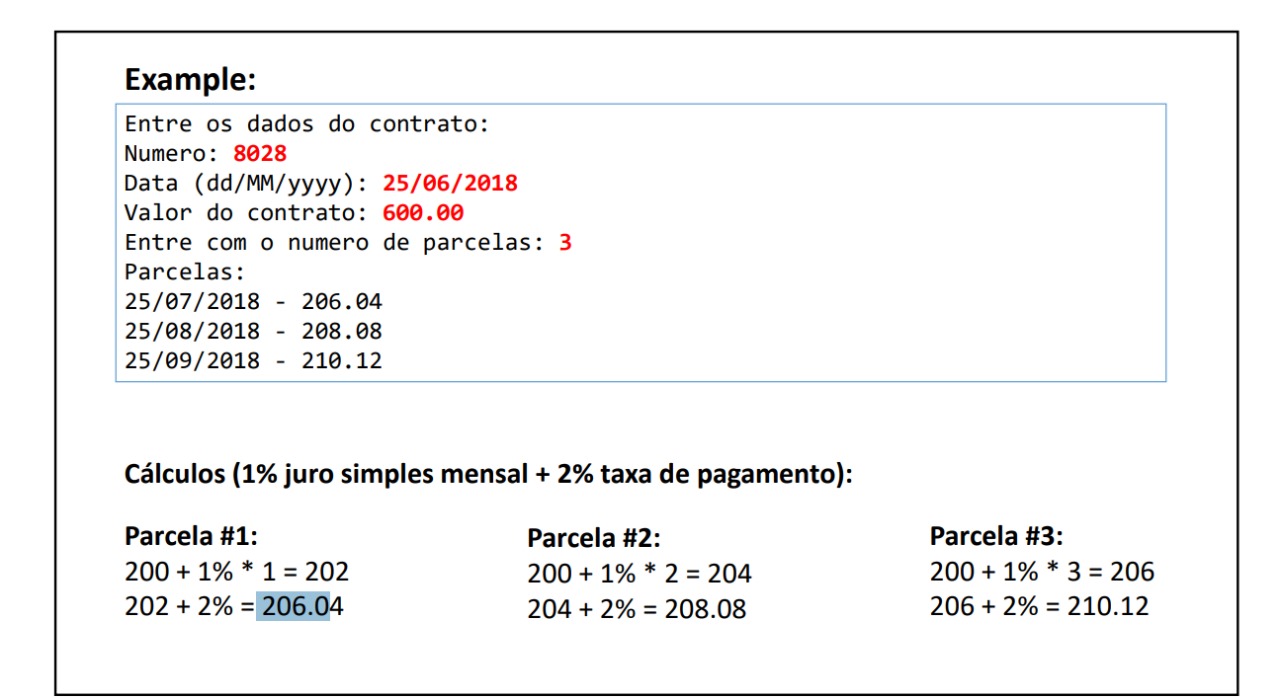 Example:
Entre os dados do contrato:
Numero: 8028
Data (dd/MM/yyyy): 25/06/2018
Valor do contrato: 600.00
Entre com o numero de parcelas: 3
Parcelas:
25/07/2018 - 206.04
25/08/2018 - 208.08
25/09/2018 - 210.12
Cálculos (1% juro simples mensal + 2% taxa de pagamento):
Parcela #1:
200 + 1% * 1 = 202
202 + 2% = 206.04
Parcela #2:
200 + 1% * 2 = 204
204 + 2% = 208.08
Parcela #3:
200 + 1% * 3 = 206
206 + 2% = 210.12